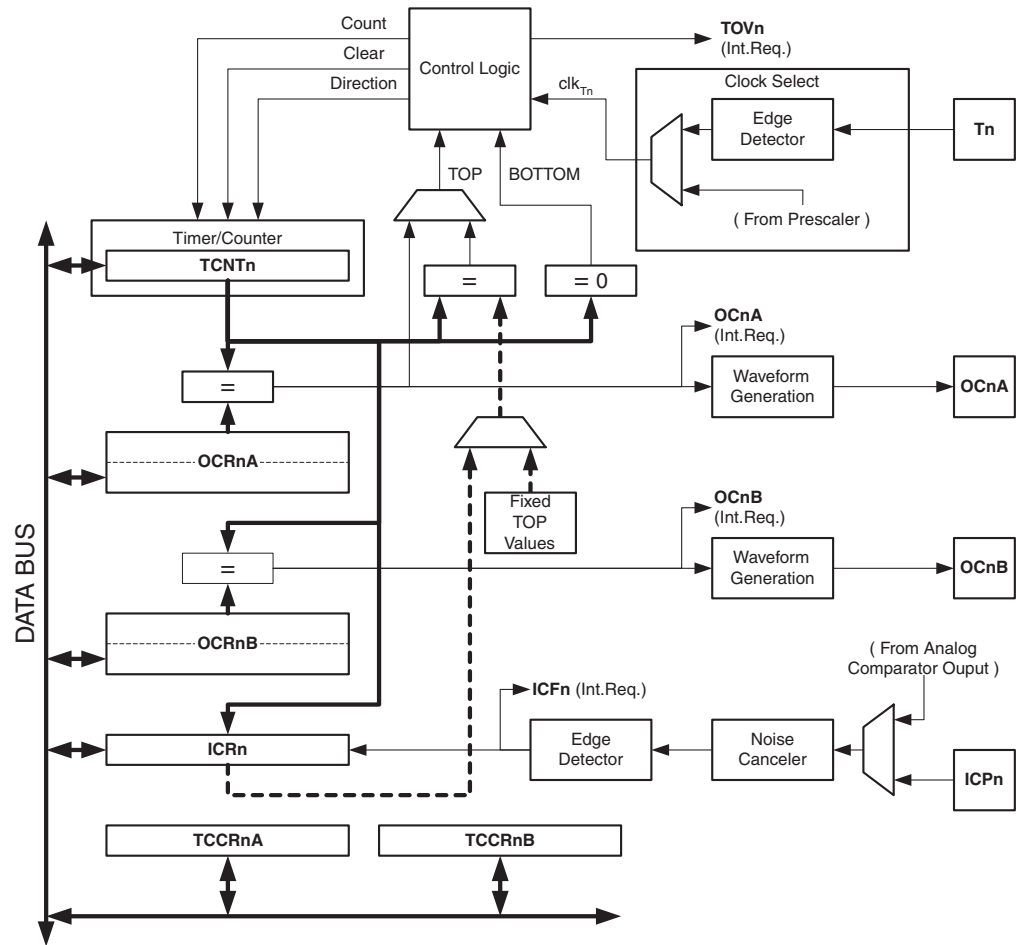 Count
Clear
Direction
Control Logic
TOVn
(Int.Req.)
clkTn
Clock Select
Edge
Detector
Tn
( From Prescaler )
TOP
BOTTOM
Timer/Counter
TCNTn
=
= 0
OCnA
(Int.Req.)
=
Waveform
Generation
OCnA
OCRnA
Fixed
TOP
Values
OCnB
(Int.Req.)
=
Waveform
Generation
OCnB
OCRnB
DATA BUS
( From Analog
Comparator Ouput )
ICFn (Int.Req.)
ICRn
Edge
Detector
Noise
Canceler
ICPn
TCCRnA
TCCRnB